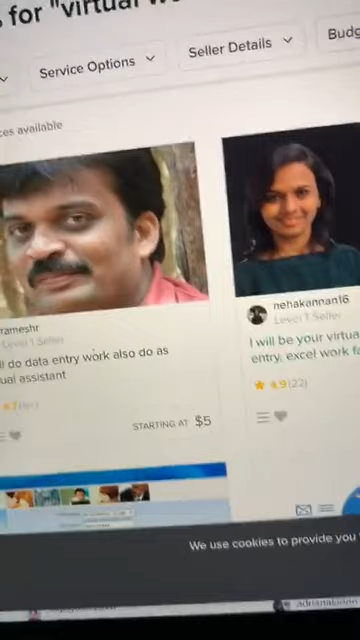 for "virtual
Service Options
Seller Details
Budg
ces available
rameshr
Level 1 Seller
ll do data entry work also do as
ual assistant
STARTING AT $5
nehakannan16
Level 1 Seller
I will be your virtua
entry, excel work fo
4.9 (22)
We use cookies to provide you